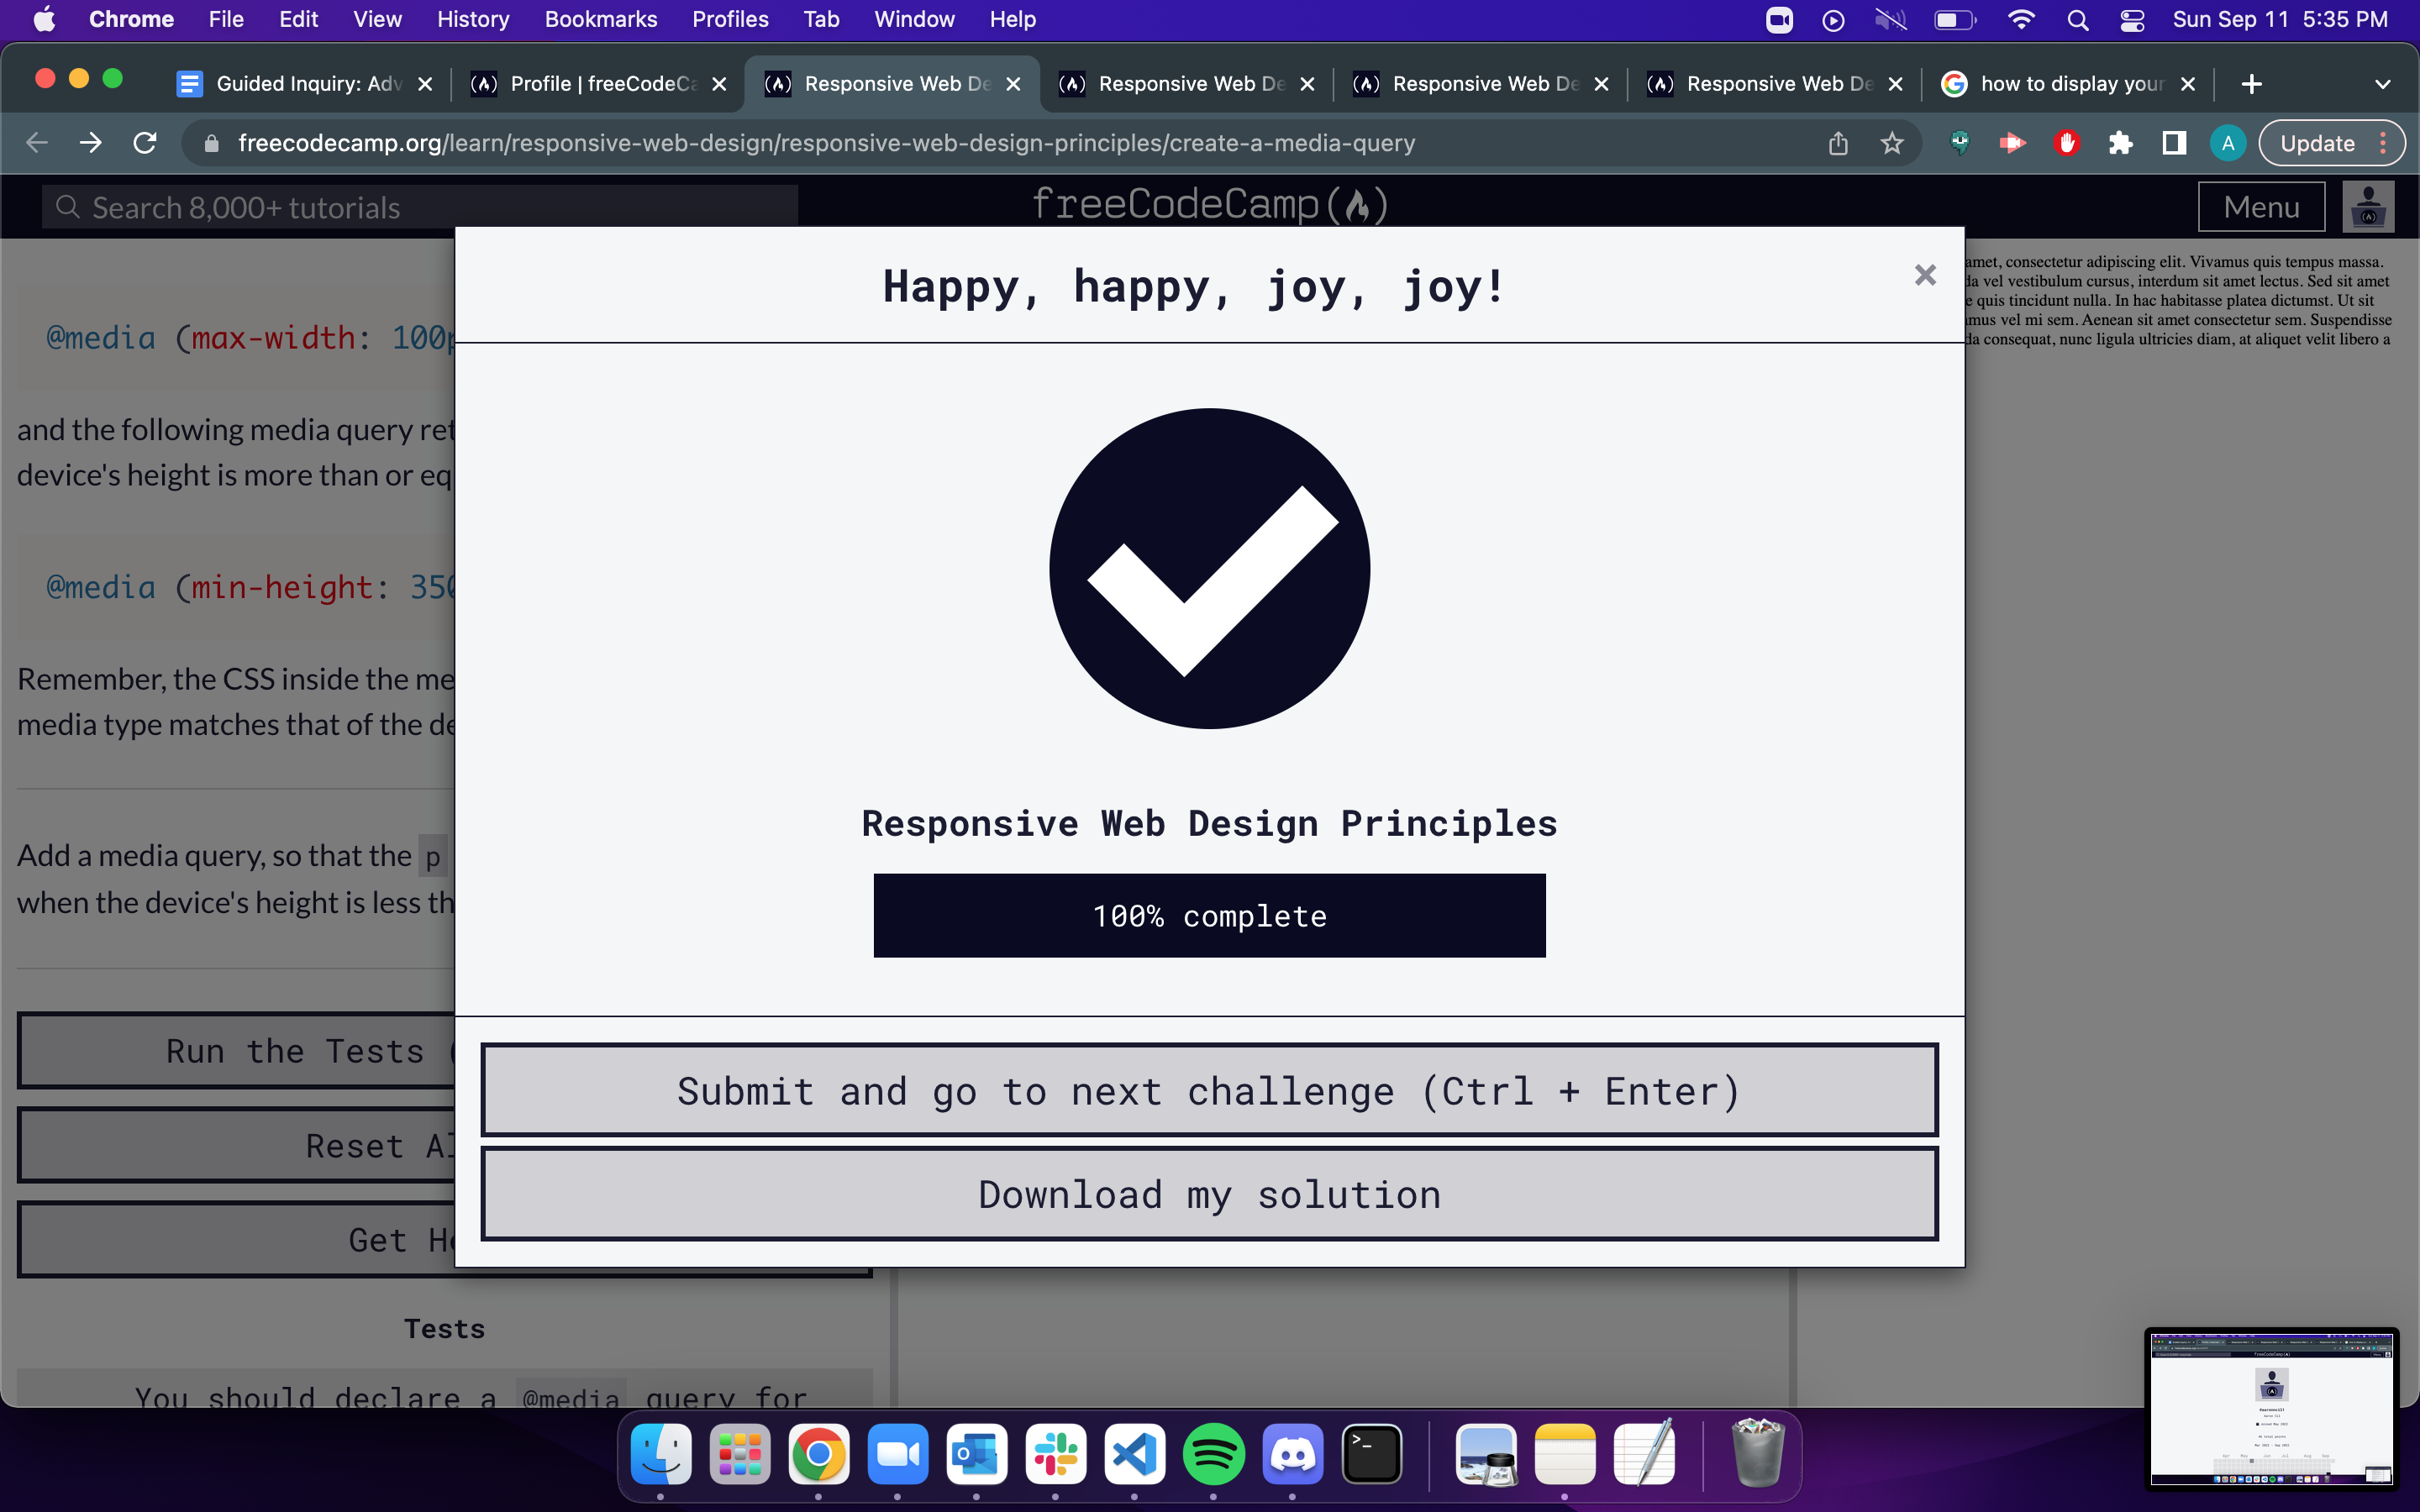 Chrome File Edit View History Bookmarks Profiles Tab Window Help Sun Sep 11 5:35 PM
Guided Inquiry: Adv Profile | freeCodeCa Responsive Web De Responsive Web De Responsive Web De Responsive Web De how to display your
freecodecamp.org/learn/responsive-web-design/responsive-web-design-principles/create-a-media-query A Update
Search 8,000+ tutorials freeCodeCamp Menu
Happy, happy, joy, joy!
Responsive Web Design Principles
100% complete
Submit and go to next challenge (Ctrl + Enter)
Download my solution
@media (max-width: 100p
and the following media query ret
device's height is more than or eq
@media (min-height: 350
Remember, the CSS inside the me
media type matches that of the de
Add a media query, so that the p
when the device's height is less th
Run the Tests (
Reset Al
Get He
Tests
You should declare a @media query for
amet, consectetur adipiscing elit. Vivamus quis tempus massa.
da vel vestibulum cursus, interdum sit amet lectus. Sed sit amet
e quis tincidunt nulla. In hac habitasse platea dictumst. Ut sit
amus vel mi sem. Aenean sit amet consectetur sem. Suspendisse
da consequat, nunc ligula ultricies diam, at aliquet velit libero a